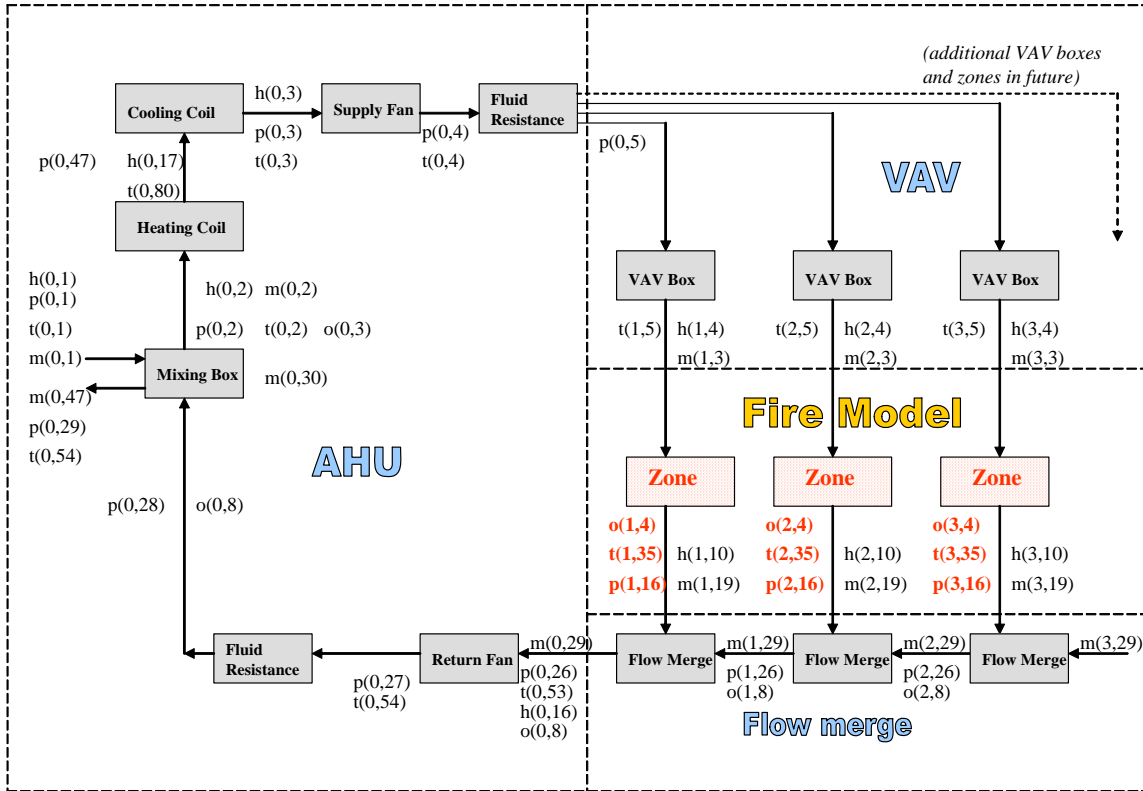 (additional VAV boxes
and zones in future)
Cooling Coil
h(0,3)
Supply Fan
Fluid
Resistance
p(0,3)
t(0,3)
p(0,4)
t(0,4)
p(0,5)
VAV
p(0,47)
h(0,17)
t(0,80)
Heating Coil
VAV Box
VAV Box
VAV Box
h(0,1)
p(0,1)
t(0,1)
m(0,1)
h(0,2) m(0,2)
p(0,2) t(0,2) o(0,3)
Mixing Box
m(0,30)
m(0,47)
p(0,29)
t(0,54)
t(1,5) h(1,4)
m(1,3)
t(2,5) h(2,4)
m(2,3)
t(3,5) h(3,4)
m(3,3)
Fire Model
AHU
Zone
Zone
Zone
p(0,28) o(0,8)
o(1,4)
t(1,35) h(1,10)
p(1,16) m(1,19)
o(2,4)
t(2,35) h(2,10)
p(2,16) m(2,19)
o(3,4)
t(3,35) h(3,10)
p(3,16) m(3,19)
Fluid
Resistance
p(0,27)
t(0,54)
Return Fan
m(0,29)
p(0,26)
t(0,53)
h(0,16)
o(0,8)
Flow Merge
m(1,29)
p(1,26)
o(1,8)
Flow Merge
m(2,29)
p(2,26)
o(2,8)
Flow Merge
m(3,29)
Flow merge